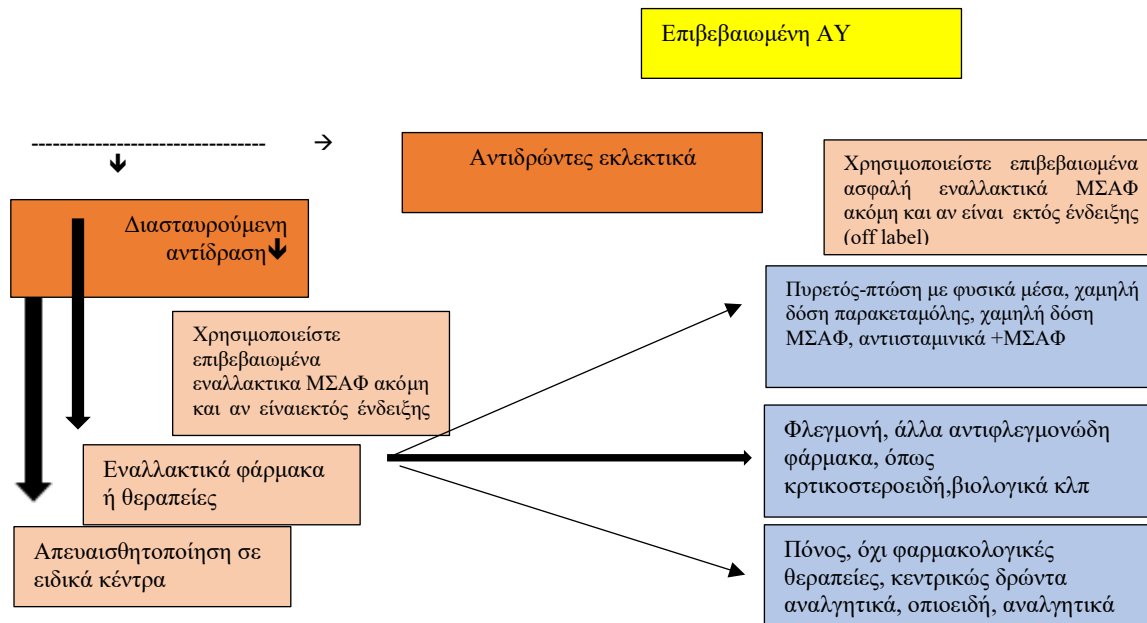 Επιβεβαιωμένη ΑΥ
Αντιδρώντες εκλεκτικά
Χρησιμοποιείστε επιβεβαιωμένα
ασφαλή εναλλακτικά ΜΣΑΦ
ακόμη και αν είναι εκτός ένδειξης
(off label)
Διασταυρούμενη
αντίδραση
Πυρετός-πτώση με φυσικά μέσα, χαμηλή
δόση παρακεταμόλης, χαμηλή δόση
ΜΣΑΦ, αντιισταμινικά +ΜΣΑΦ
Χρησιμοποιείστε
επιβεβαιωμένα
εναλλακτικα ΜΣΑΦ ακόμη
και αν είναιεκτός ένδειξης
Εναλλακτικά φάρμακα
ή θεραπείες
Φλεγμονή, άλλα αντιφλεγμονώδη
φάρμακα, όπως
κρτικοστεροειδή,βιολογικά κλπ
Απευαισθητοποίηση σε
ειδικά κέντρα
Πόνος, όχι φαρμακολογικές
θεραπείες, κεντρικώς δρώντα
αναλγητικά, οπιοειδή, αναλγητικά